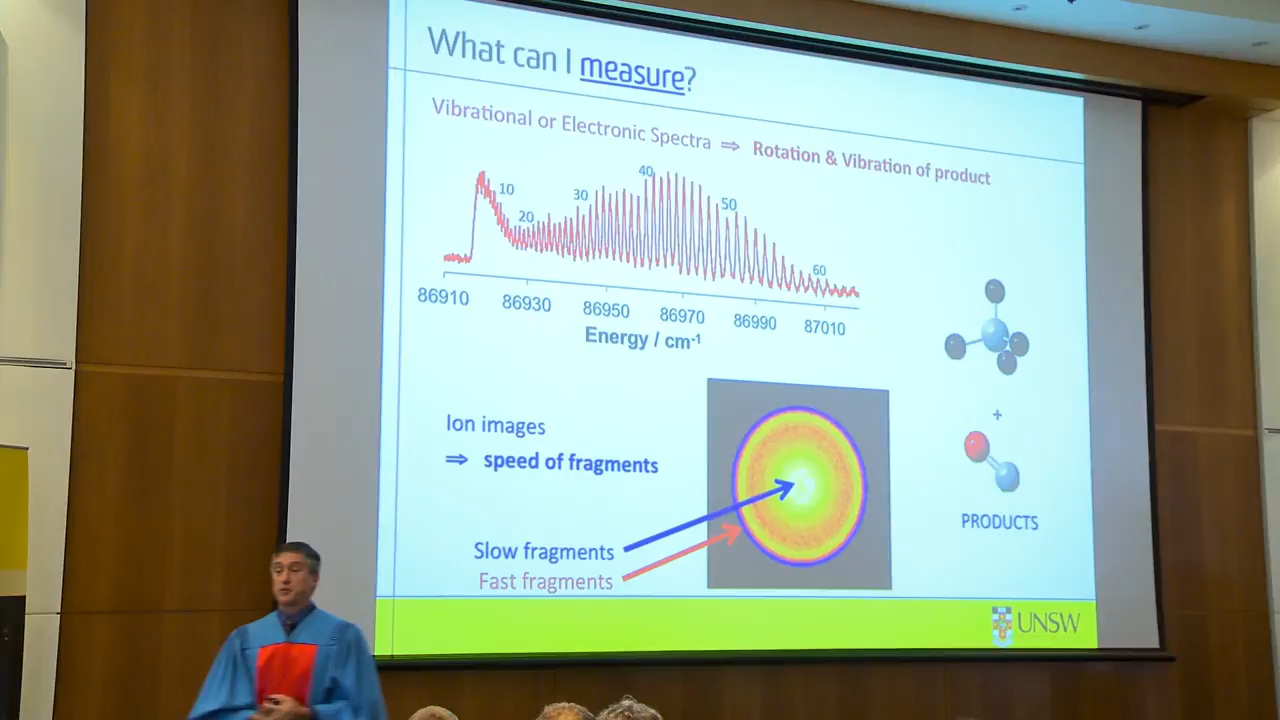 What can I measure?
Vibrational or Electronic Spectra ⇒ Rotation & Vibration of product
10
20
30
40
50
60
86910 86930 86950 86970 86990 87010
Energy / cm-1
Ion images
⇒ speed of fragments
Slow fragments
Fast fragments
+
PRODUCTS
UNSW